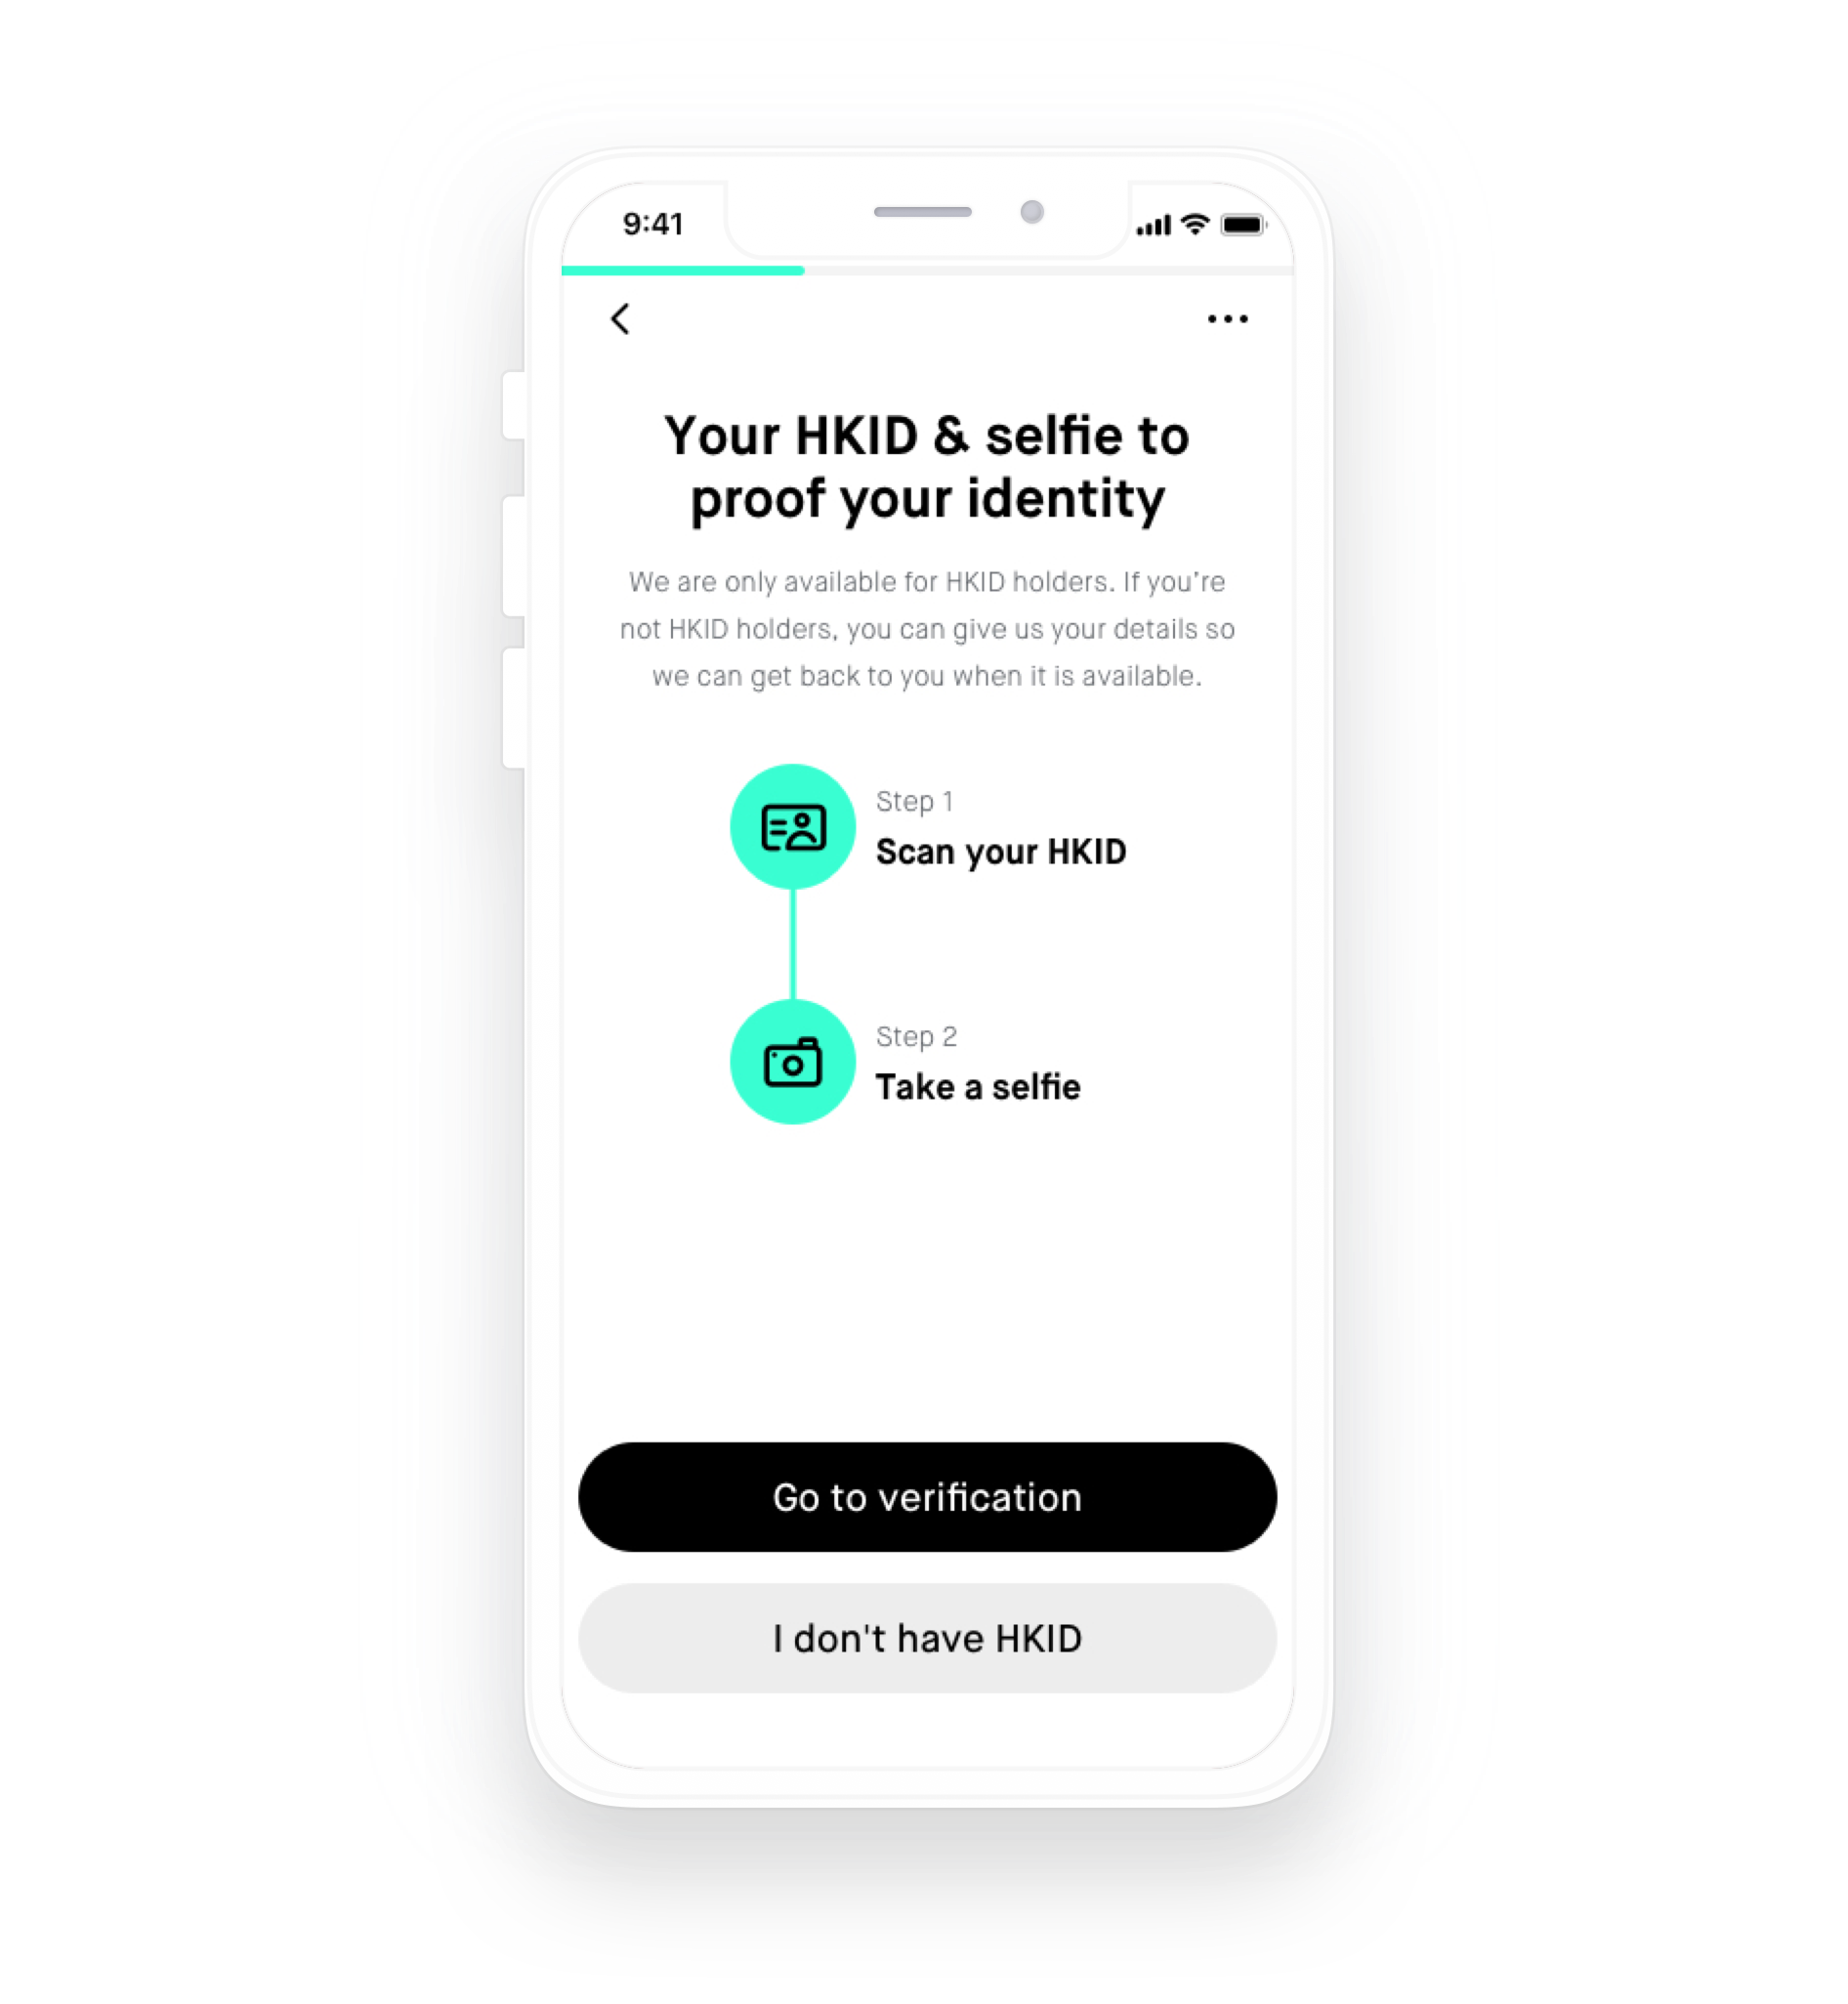 9:41
Your HKID & selfie to
proof your identity
We are only available for HKID holders. If you’re
not HKID holders, you can give us your details so
we can get back to you when it is available.
Step 1
Scan your HKID
Step 2
Take a selfie
Go to verification
I don't have HKID